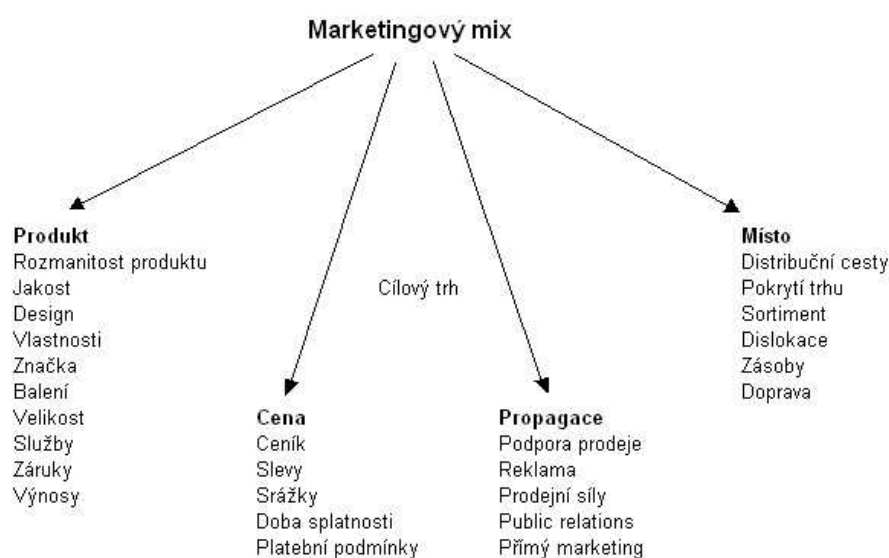 Marketingový mix
Produkt
Rozmanitost produktu
Jakost
Design
Vlastnosti
Značka
Balení
Velikost
Služby
Záruky
Výnosy
Cílový trh
Cena
Ceník
Slevy
Srážky
Doba splatnosti
Platební podmínky
Propagace
Podpora prodeje
Reklama
Prodejní síly
Public relations
Přímý marketing
Místo
Distribuční cesty
Pokrytí trhu
Sortiment
Dislokace
Zásoby
Doprava